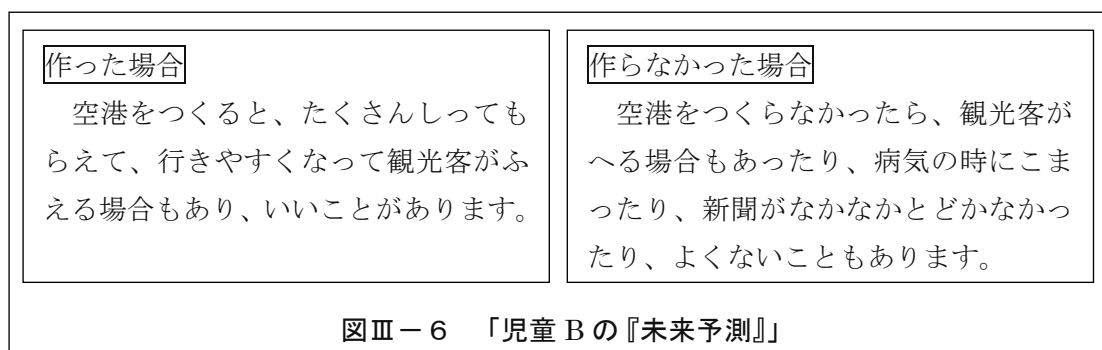 作った場合
空港をつくると、たくさんしっても
らえて、行きやすくなって観光客がふ
える場合もあり、いいことがあります。
作らなかった場合
空港をつくらなかったら、観光客が
へる場合もあったり、病気の時にこま
ったり、新聞がなかなかとどかなかっ
たり、よくないこともあります。
図Ⅲ－６　「児童 B の『未来予測』」